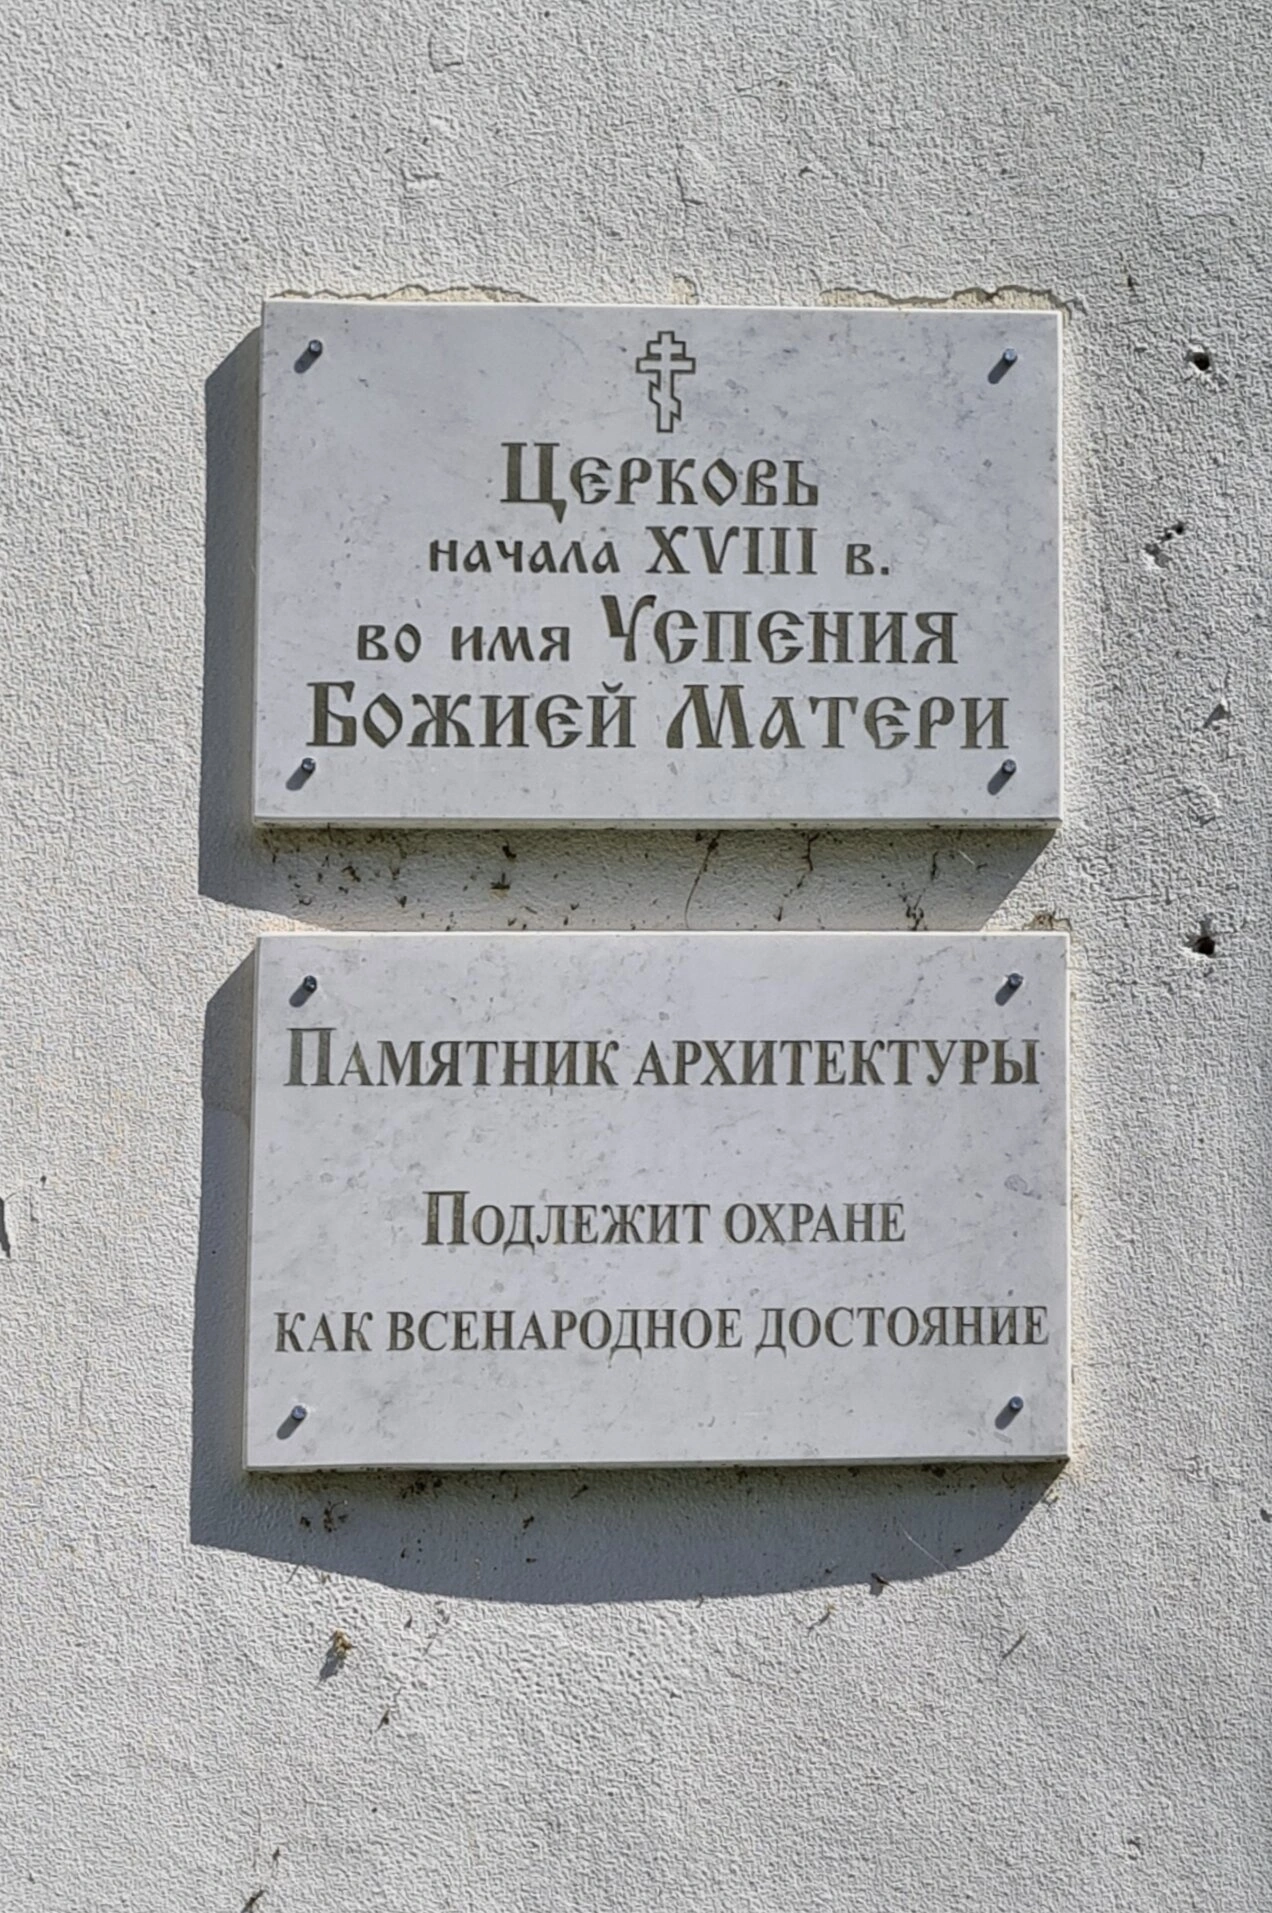 Церковь
начала XVIII в.
во имя Успения
Божией Матери
Памятник архитектуры
Подлежит охране
как всенародное достояние